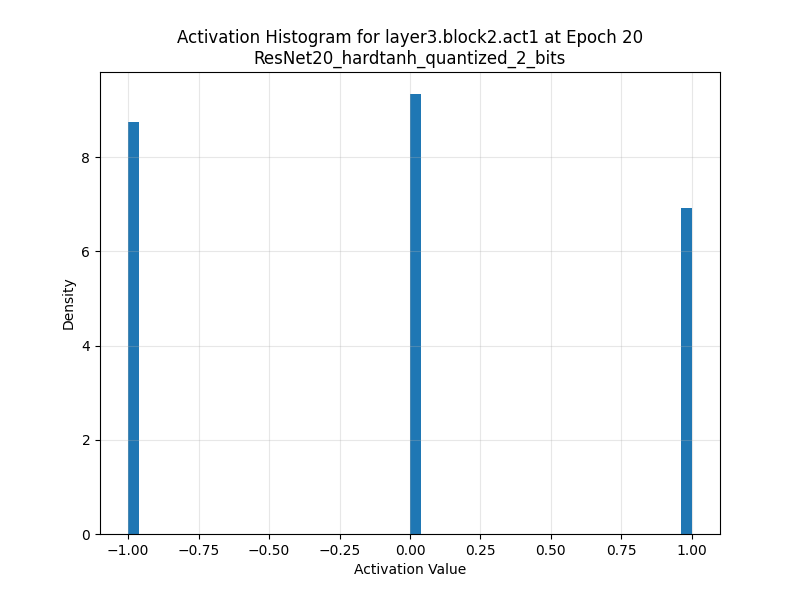 Activation Histogram for layer3.block2.act1 at Epoch 20
ResNet20_hardtanh_quantized_2_bits
Density
8
6
4
2
0
−1.00 −0.75 −0.50 −0.25 0.00 0.25 0.50 0.75 1.00
Activation Value